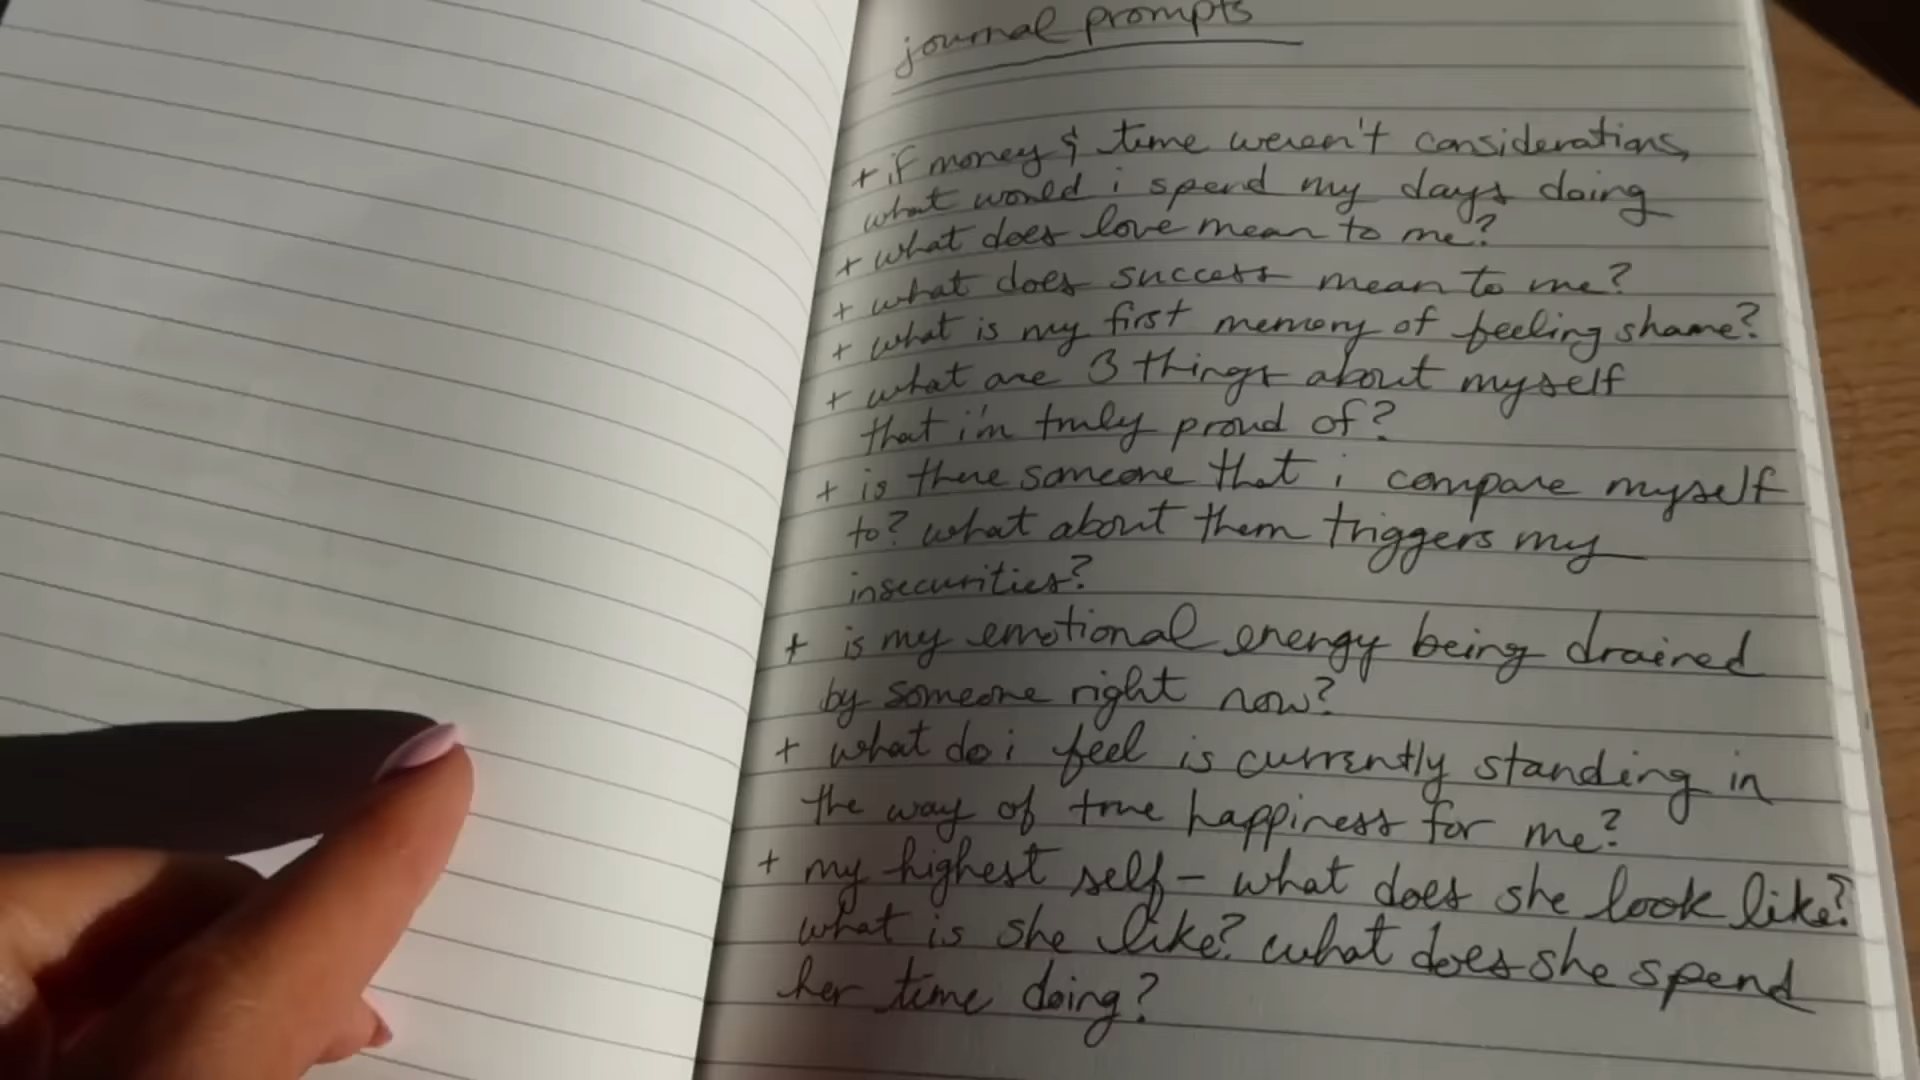 journal prompts
+ if money & time weren't considerations,
what would i spend my days doing
+ what does love mean to me?
+ what does success mean to me?
+ what is my first memory of feeling shame?
+ what are 3 things about myself
that i'm truly proud of?
+ is there someone that i compare myself
to? what about them triggers my
insecurities?
+ is my emotional energy being drained
by someone right now?
+ what do i feel is currently standing in
the way of true happiness for me?
+ my highest self - what does she look like?
what is she like? what does she spend
her time doing?